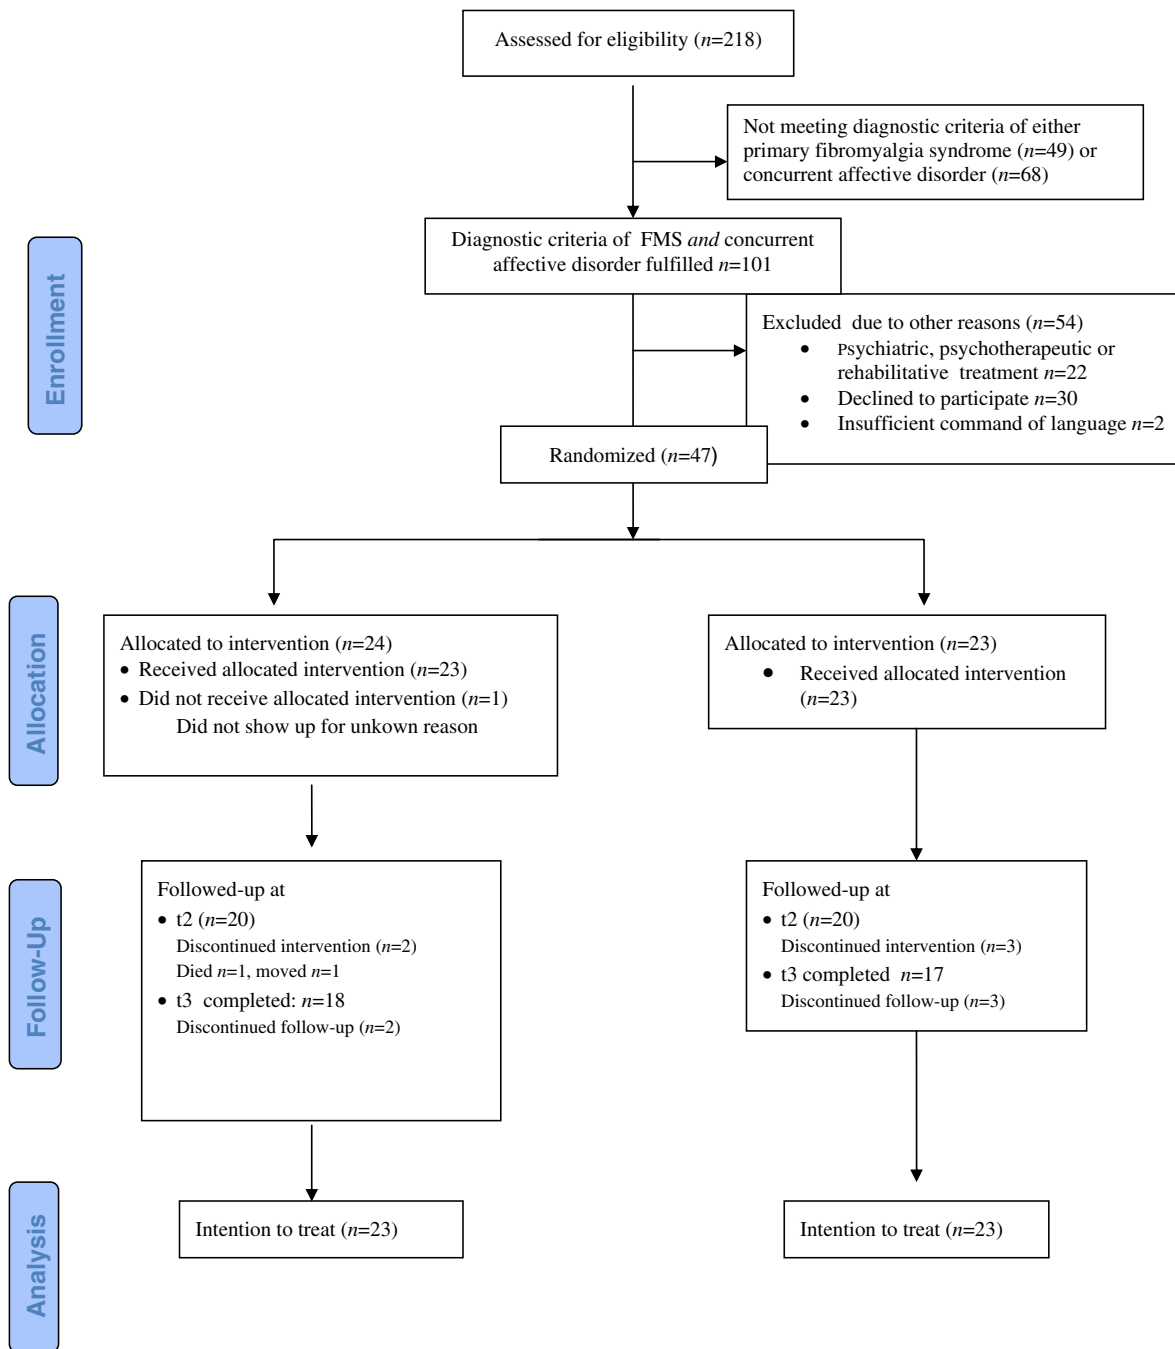 Assessed for eligibility (n=218)
Not meeting diagnostic criteria of either
primary fibromyalgia syndrome (n=49) or
concurrent affective disorder (n=68)
Enrollment
Diagnostic criteria of FMS and concurrent
affective disorder fulfilled n=101
Excluded due to other reasons (n=54)
• Psychiatric, psychotherapeutic or
rehabilitative treatment n=22
• Declined to participate n=30
• Insufficient command of language n=2
Randomized (n=47)
Allocation
Allocated to intervention (n=24)
• Received allocated intervention (n=23)
• Did not receive allocated intervention (n=1)
Did not show up for unkown reason
Allocated to intervention (n=23)
• Received allocated intervention
(n=23)
Follow-Up
Followed-up at
• t2 (n=20)
Discontinued intervention (n=2)
Died n=1, moved n=1
• t3 completed: n=18
Discontinued follow-up (n=2)
Followed-up at
• t2 (n=20)
Discontinued intervention (n=3)
• t3 completed n=17
Discontinued follow-up (n=3)
Analysis
Intention to treat (n=23)
Intention to treat (n=23)